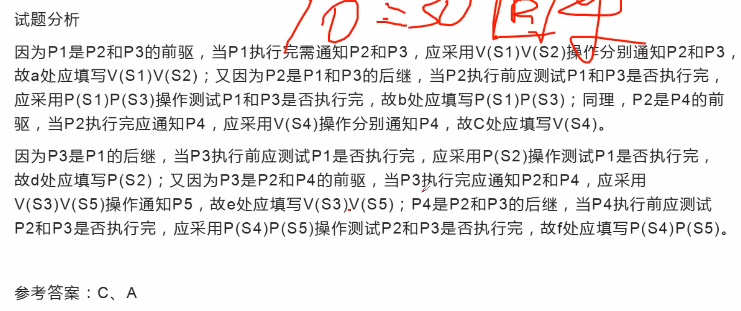 试题分析
因为P1是P2和P3的前驱，当P1执行完需通知P2和P3，应采用V(S1)V(S2)操作分别通知P2和P3，
故a处应填写V(S1)V(S2)；又因为P2是P1和P3的后继，当P2执行前应测试P1和P3是否执行完，
应采用P(S1)P(S3)操作测试P1和P3是否执行完，故b处应填写P(S1)P(S3)；同理，P2是P4的前
驱，当P2执行完应通知P4，应采用V(S4)操作分别通知P4，故C处应填写V(S4)。
因为P3是P1的后继，当P3执行前应测试P1是否执行完，应采用P(S2)操作测试P1是否执行完，
故d处应填写P(S2)；又因为P3是P2和P4的前驱，当P3执行完应通知P2和P4，应采用
V(S3)V(S5)操作通知P5，故e处应填写V(S3)V(S5)；P4是P2和P3的后继，当P4执行前应测试
P2和P3是否执行完，应采用P(S4)P(S5)操作测试P2和P3是否执行完，故f处应填写P(S4)P(S5)。
参考答案：C、A